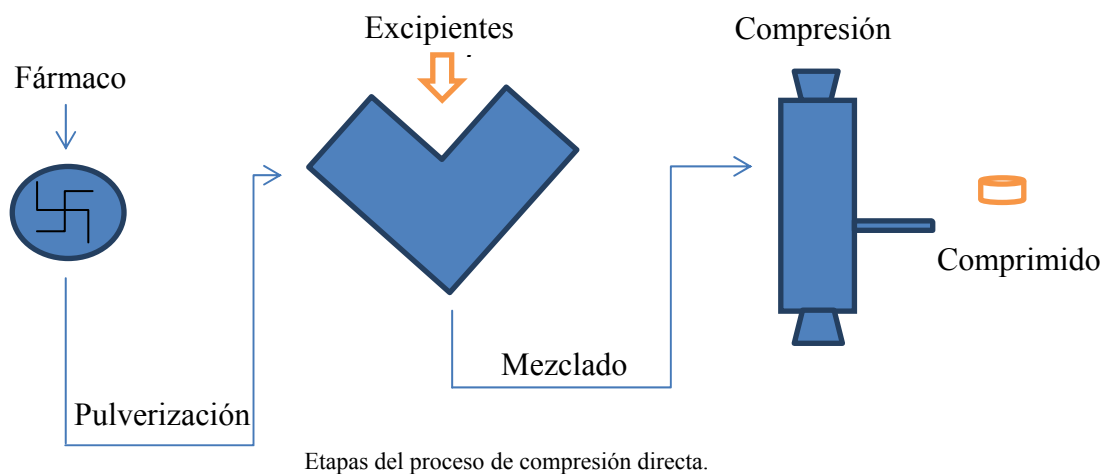 Excipientes
Compresión
Fármaco
Comprimido
Mezclado
Pulverización
Etapas del proceso de compresión directa.